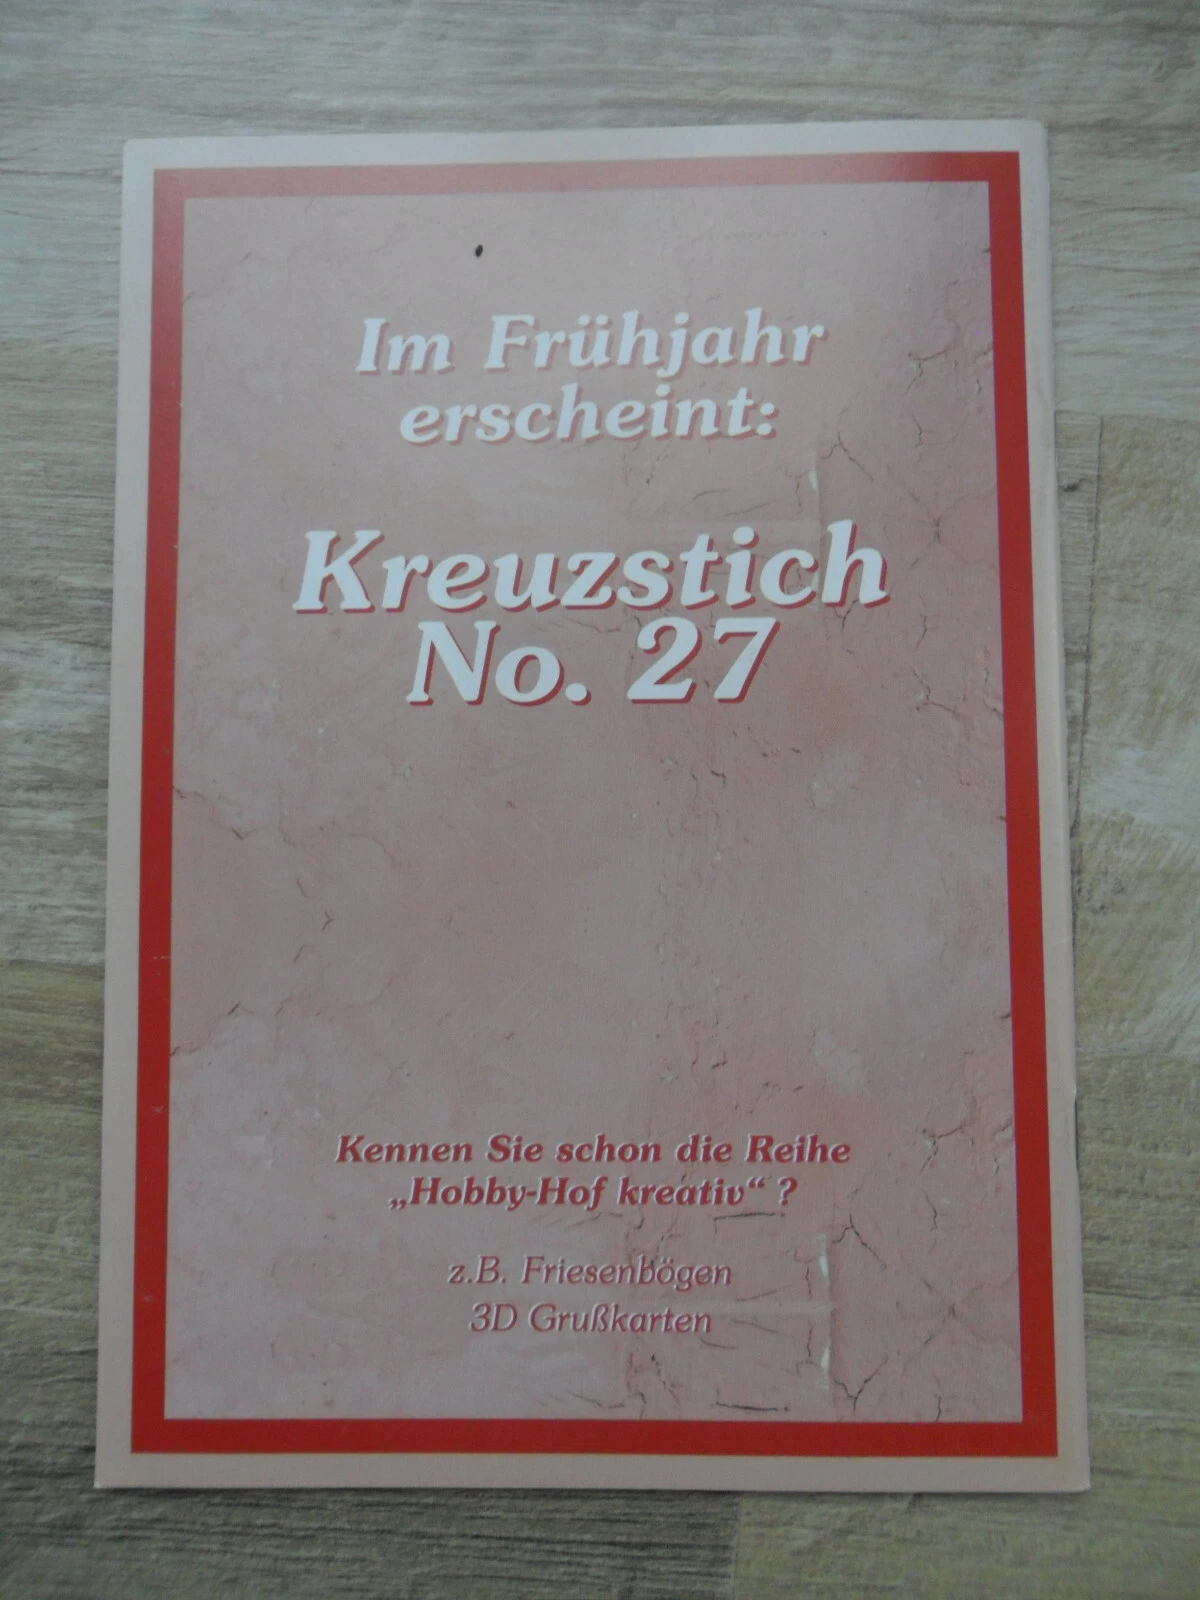 Im Frühjahr
erscheint:
Kreuzstich
No. 27
Kennen Sie schon die Reihe
„Hobby-Hof kreativ“ ?
z.B. Friesenbögen
3D Grußkarten